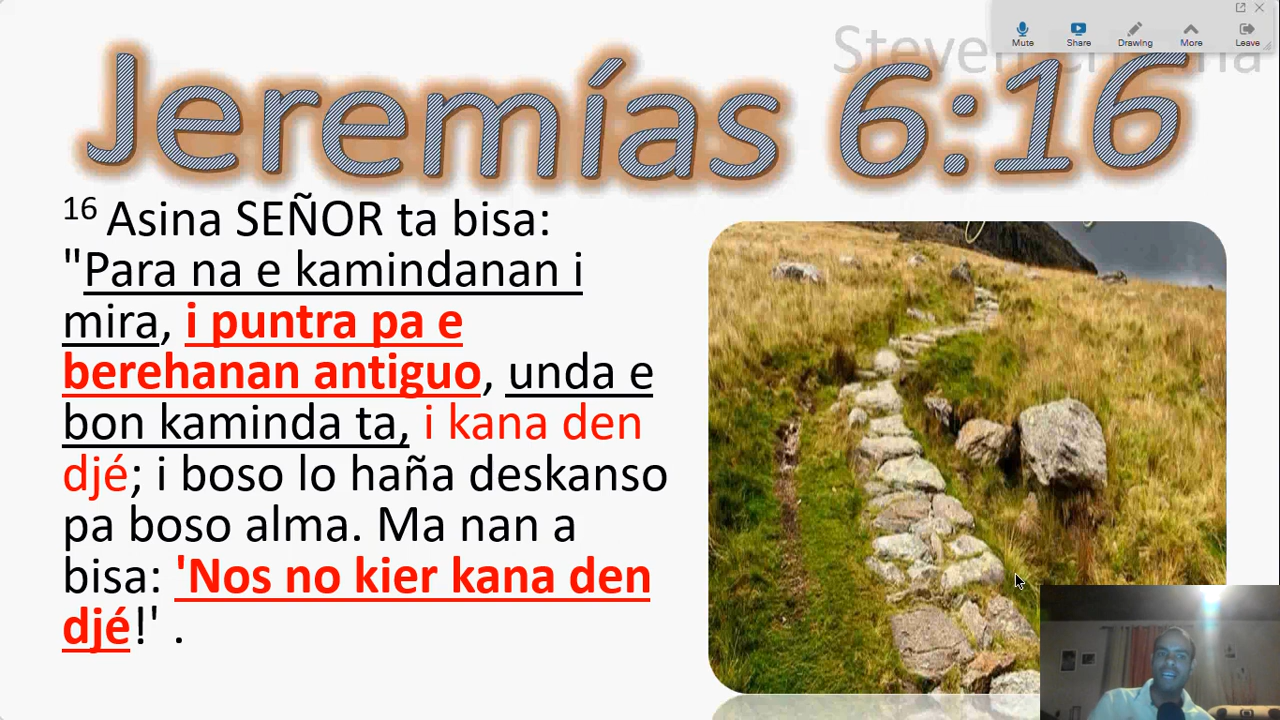 Mute Share Drawing More Leave
Jeremías 6:16
16 Asina SEÑOR ta bisa:
"Para na e kamindanan i
mira, i puntra pa e
berehanan antiguo, unda e
bon kaminda ta, i kana den
djé; i boso lo haña deskanso
pa boso alma. Ma nan a
bisa: 'Nos no kier kana den
djé!' .